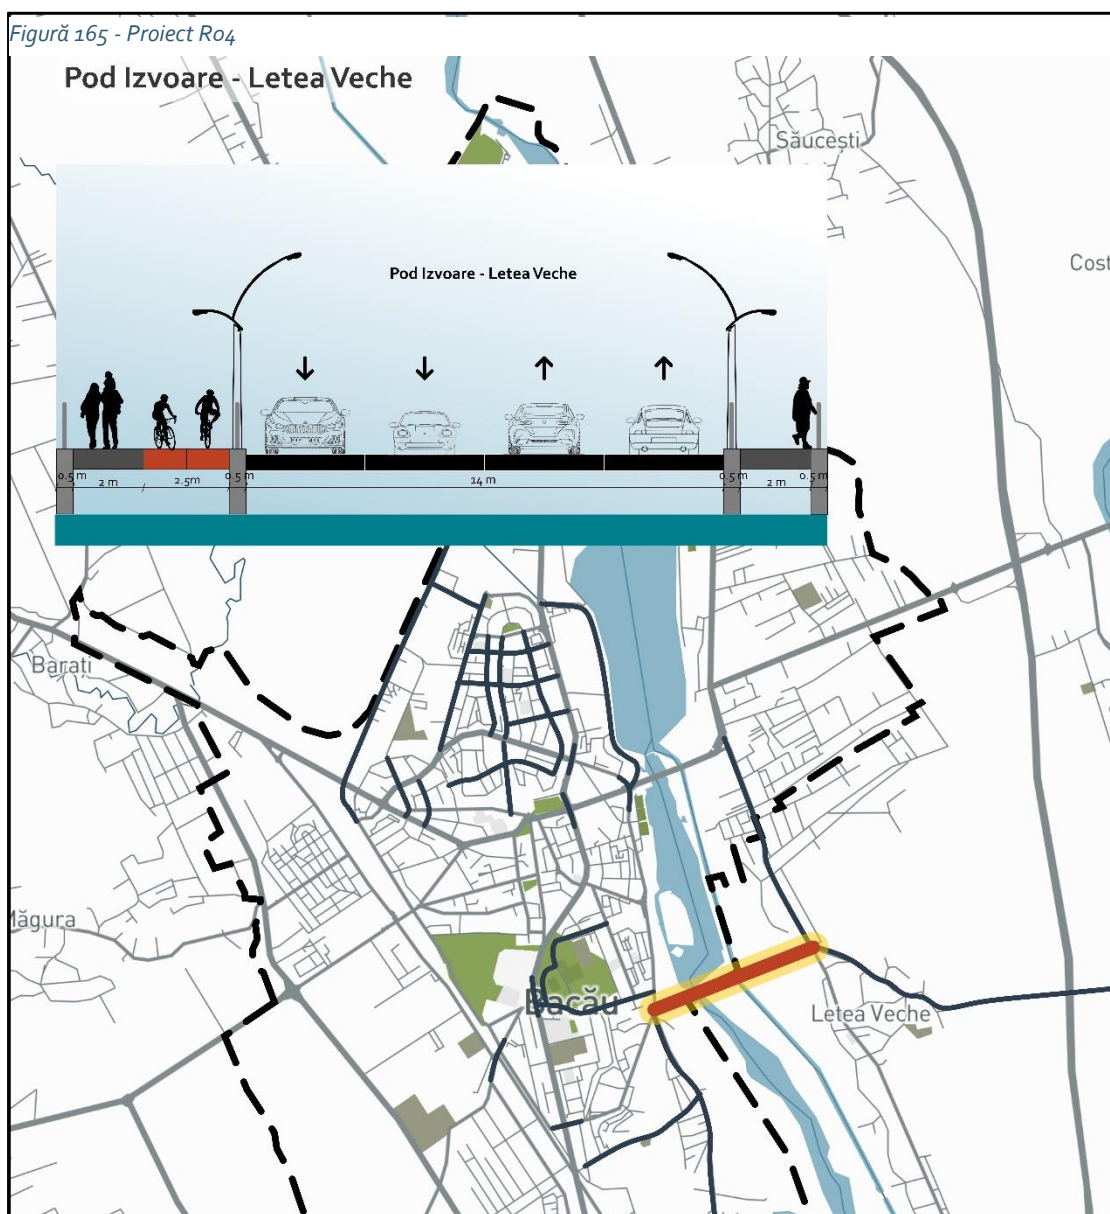 Figură 165 - Proiect R04
Pod Izvoare - Letea Veche
Săucești
Cost
Pod Izvoare - Letea Veche
0.5 m
2 m
2.5m
0.5 m
14 m
0.5 m
2 m
0.5 m
Barați
Măgura
Bacău
Letea Veche